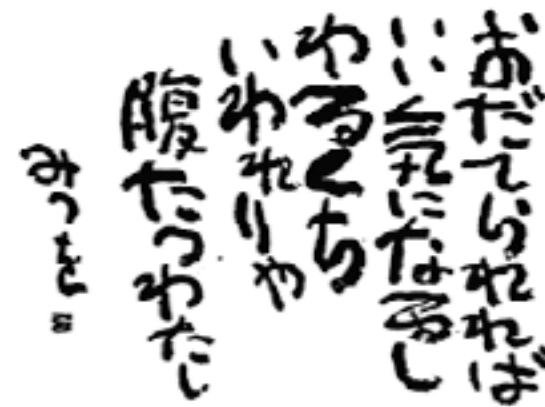 おだてられれば
いい気になるし
わるくち
いわれりゃ
腹たつわたし
みつを